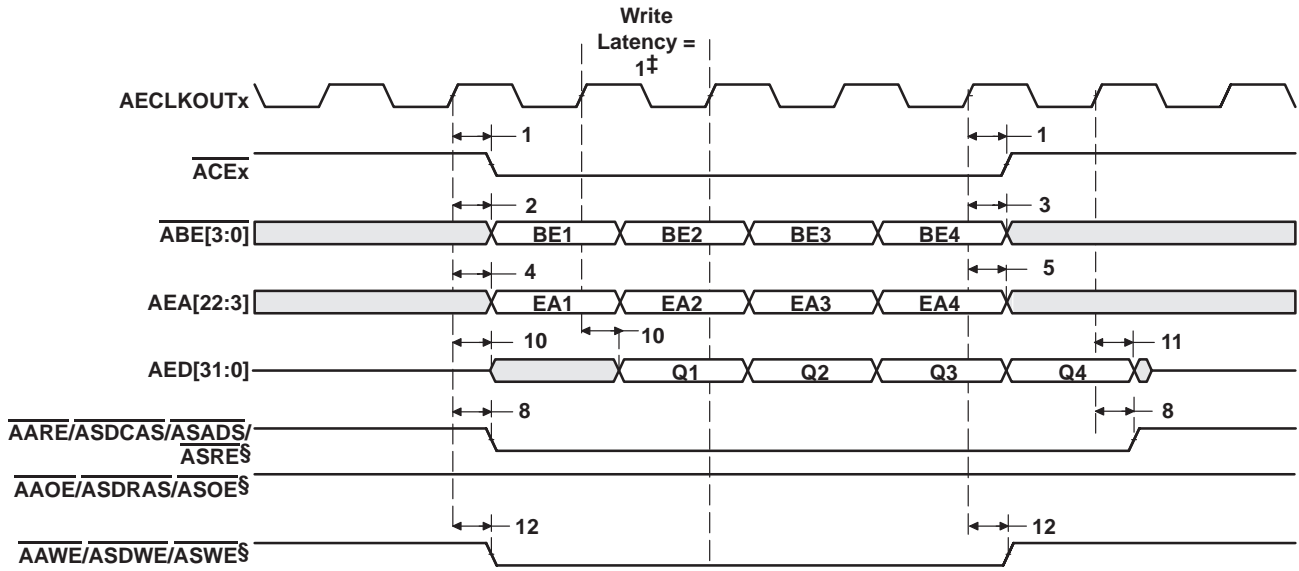 Write
Latency =
1‡
AECLKOUTx
1 1
ACEx
2 3
ABE[3:0] BE1 BE2 BE3 BE4
4 5
AEA[22:3] EA1 EA2 EA3 EA4
10 10 11
AED[31:0] Q1 Q2 Q3 Q4
8 8
AARE/ASDCAS/ASADS/
ASRE§
AAOE/ASDRAS/ASOE§
12 12
AAWE/ASDWE/ASWE§